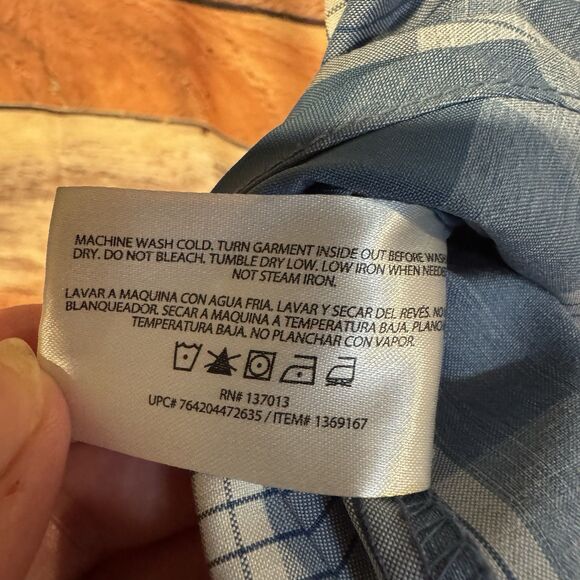 MACHINE WASH COLD. TURN GARMENT INSIDE OUT BEFORE WASH
DRY. DO NOT BLEACH. TUMBLE DRY LOW. LOW IRON WHEN
NOT STEAM IRON.
LAVAR A MAQUINA CON AGUA FRIA. LAVAR Y SECAR DEL REVÉS. NO
BLANQUEADOR. SECAR A MAQUINA A TEMPERATURA BAJA.
TEMPERATURA BAJA. NO PLANCHAR CON VAPOR.
RN# 137013
UPC# 764204472635 / ITEM# 1369167